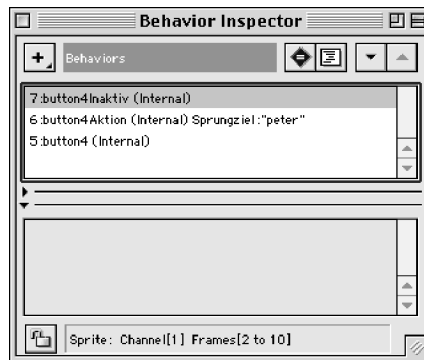 Behavior Inspector
Behaviors
7:button4Inaktiv (Internal)
6:button4Aktion (Internal) Sprungziel:"peter"
5:button4 (Internal)
Sprite: Channel[1] Frames[2 to 10]